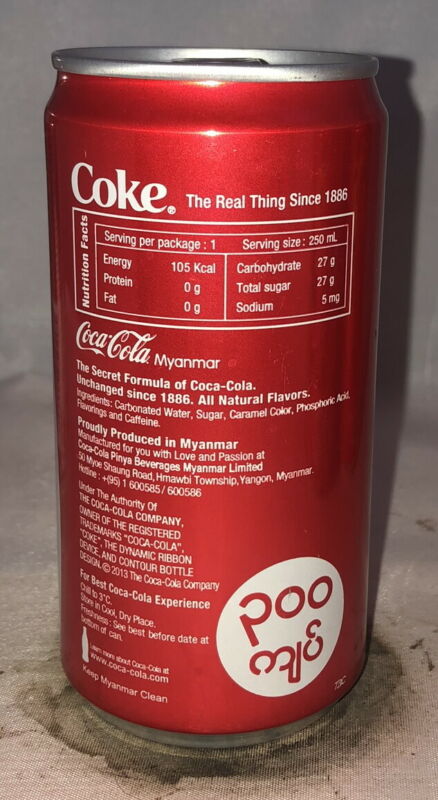 Coke® The Real Thing Since 1886
Nutrition Facts
Serving per package : 1 Serving size : 250 mL
Energy 105 Kcal Carbohydrate 27 g
Protein 0 g Total sugar 27 g
Fat 0 g Sodium 5 mg
Coca-Cola Myanmar
The Secret Formula of Coca-Cola.
Unchanged since 1886. All Natural Flavors.
Ingredients: Carbonated Water, Sugar, Caramel Color, Phosphoric Acid,
Flavorings and Caffeine.
Proudly Produced in Myanmar
Manufactured for you with Love and Passion at
Coca-Cola Pinya Beverages Myanmar Limited
50 Myoe Shaung Road, Hmawbi Township, Yangon, Myanmar.
Hotline : +(95) 1 600585 / 600586
Under The Authority Of
THE COCA-COLA COMPANY,
OWNER OF THE REGISTERED
TRADEMARKS "COCA-COLA",
COKE", THE DYNAMIC RIBBON
DEVICE, AND CONTOUR BOTTLE
DESIGN. © 2013 The Coca-Cola Company
For Best Coca-Cola Experience
Chill to 3°C.
Store in Cool, Dry Place.
Freshness : See best before date at
bottom of can.
Learn more about Coca-Cola at
www.coca-cola.com
Keep Myanmar Clean
၃၀၀
ကျပ်